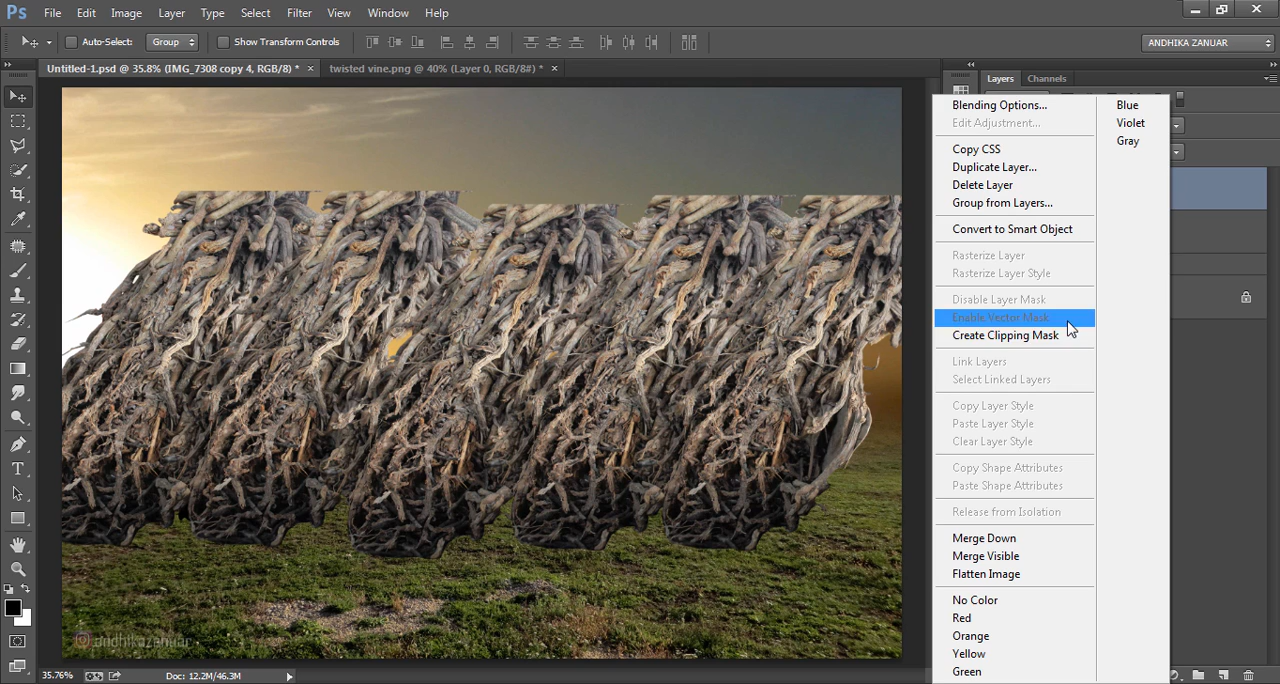 Ps File Edit Image Layer Type Select Filter View Window Help
Auto-Select: Group Show Transform Controls ANDHIKA ZANUAR
Untitled-1.psd @ 35.8% (IMG_7308 copy 4, RGB/8) * × twisted vine.png @ 40% (Layer 0, RGB/8#) * ×
Layers Channels
Blending Options...
Edit Adjustment...
Copy CSS
Duplicate Layer...
Delete Layer
Group from Layers...
Convert to Smart Object
Rasterize Layer
Rasterize Layer Style
Disable Layer Mask
Enable Vector Mask
Create Clipping Mask
Link Layers
Select Linked Layers
Copy Layer Style
Paste Layer Style
Clear Layer Style
Copy Shape Attributes
Paste Shape Attributes
Release from Isolation
Merge Down
Merge Visible
Flatten Image
No Color
Red
Orange
Yellow
Green
Blue
Violet
Gray
andhikazanuar
35.76% Doc: 12.2M/46.3M